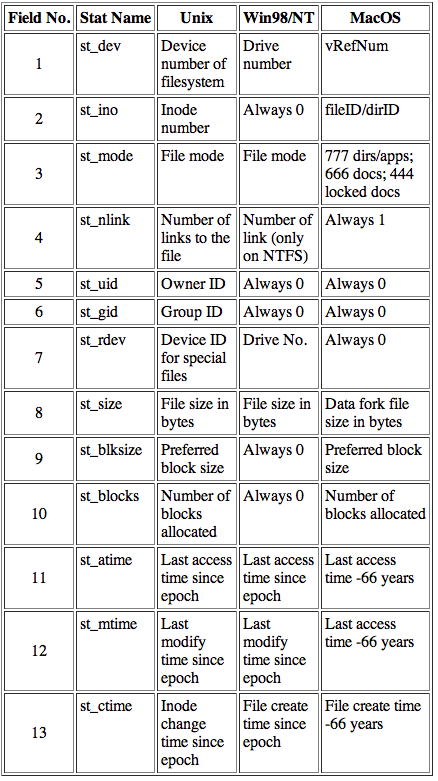 Field No. Stat Name Unix Win98/NT MacOS
1 st_dev Device Drive vRefNum
number of number
filesystem
2 st_ino Inode Always 0 fileID/dirID
number
3 st_mode File mode File mode 777 dirs/apps;
666 docs; 444
locked docs
4 st_nlink Number of Number of Always 1
links to the link (only
file on NTFS)
5 st_uid Owner ID Always 0 Always 0
6 st_gid Group ID Always 0 Always 0
7 st_rdev Device ID Drive No. Always 0
for special
files
8 st_size File size in File size in Data fork file
bytes bytes size in bytes
9 st_blksize Preferred Always 0 Preferred block
block size size
10 st_blocks Number of Always 0 Number of
blocks blocks allocated
allocated
11 st_atime Last access Last access Last access
time since time since time -66 years
epoch epoch
12 st_mtime Last Last Last access
modify modify time -66 years
time since time since
epoch epoch
13 st_ctime Inode File create File create time
change time since -66 years
time since epoch
epoch